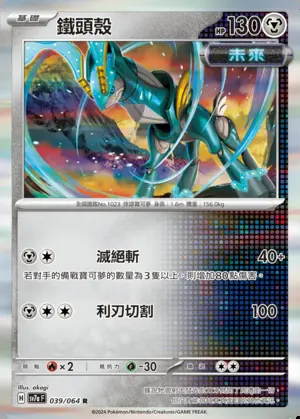 基礎
鐵頭殼
HP130
未來
全國圖鑑No.1023 悖謬寶可夢 身高：1.6m 體重：156.0kg
滅絕斬 40+
若對手的備戰寶可夢的數量為3隻以上，則增加80點傷害。
利刃切割 100
弱點 ×2 抵抗力 -30 撤退
Illus. akagi
H sv7a F 039/064 R
©2024 Pokémon/Nintendo/Creatures/GAME FREAK.